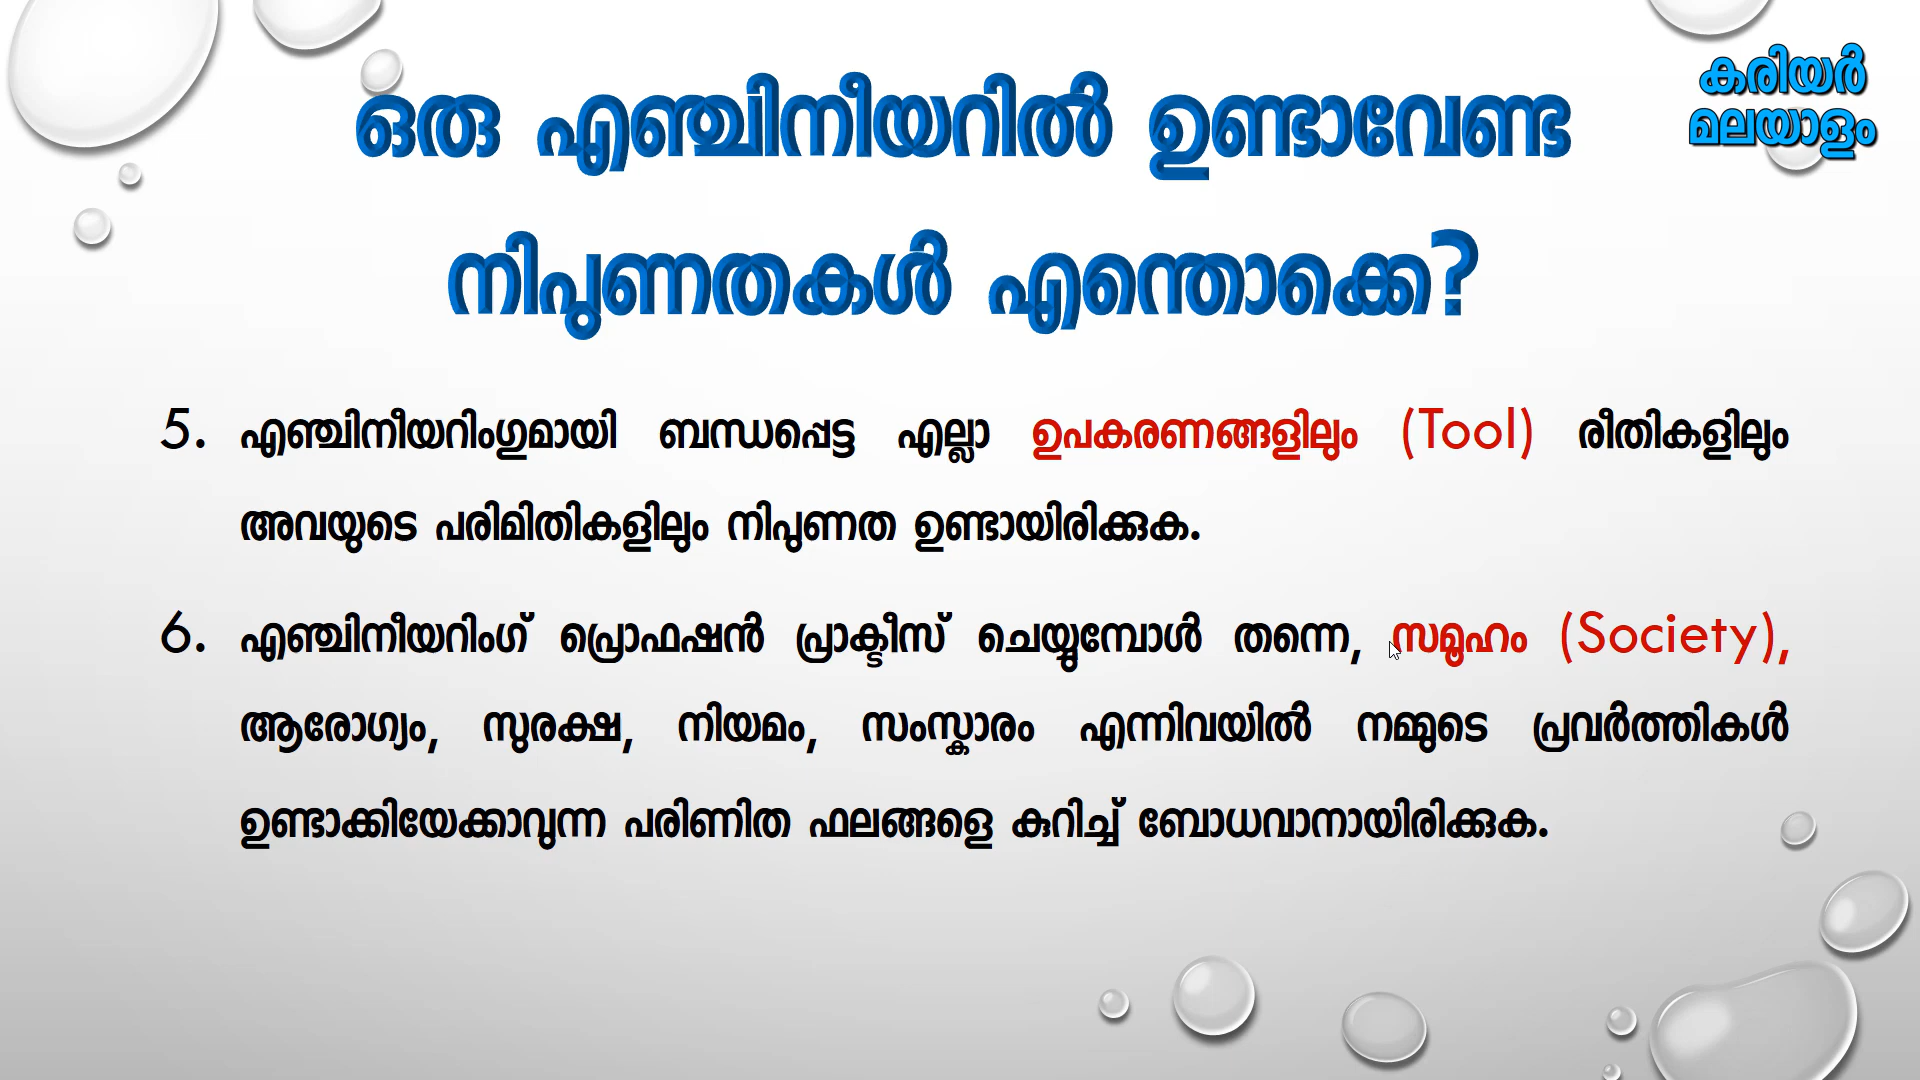 കരിയർ
മലയാളം
ഒരു എഞ്ചിനീയറിൽ ഉണ്ടാവേണ്ട
നിപുണതകൾ എന്തൊക്കെ?
5. എഞ്ചിനീയറിംഗുമായി ബന്ധപ്പെട്ട എല്ലാ ഉപകരണങ്ങളിലും (Tool) രീതികളിലും
അവയുടെ പരിമിതികളിലും നിപുണത ഉണ്ടായിരിക്കുക.
6. എഞ്ചിനീയറിംഗ് പ്രൊഫഷൻ പ്രാക്ടീസ് ചെയ്യുമ്പോൾ തന്നെ, സമൂഹം (Society),
ആരോഗ്യം, സുരക്ഷ, നിയമം, സംസ്കാരം എന്നിവയിൽ നമ്മുടെ പ്രവർത്തികൾ
ഉണ്ടാക്കിയേക്കാവുന്ന പരിണിത ഫലങ്ങളെ കുറിച്ച് ബോധവാനായിരിക്കുക.